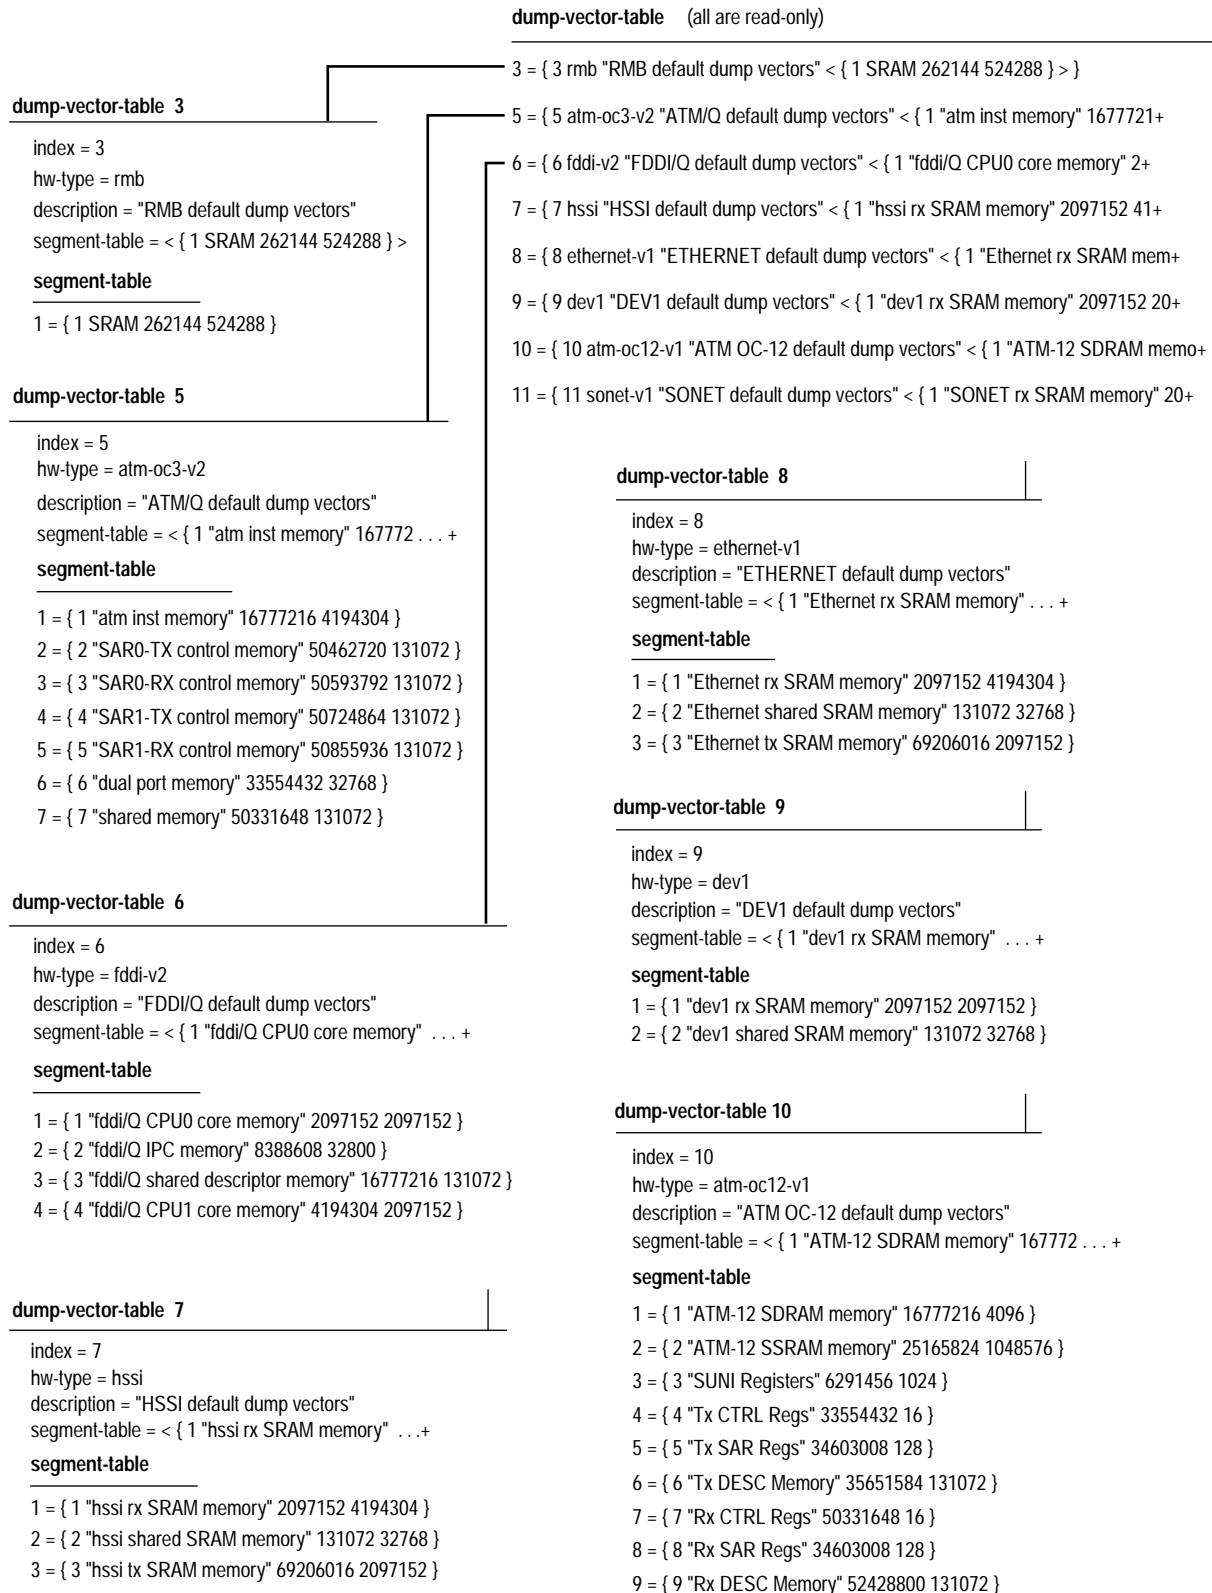 dump-vector-table (all are read-only)
3 = { 3 rmb "RMB default dump vectors" < { 1 SRAM 262144 524288 } > }
5 = { 5 atm-oc3-v2 "ATM/Q default dump vectors" < { 1 "atm inst memory" 1677721+
6 = { 6 fddi-v2 "FDDI/Q default dump vectors" < { 1 "fddi/Q CPU0 core memory" 2+
7 = { 7 hssi "HSSI default dump vectors" < { 1 "hssi rx SRAM memory" 2097152 41+
8 = { 8 ethernet-v1 "ETHERNET default dump vectors" < { 1 "Ethernet rx SRAM mem+
9 = { 9 dev1 "DEV1 default dump vectors" < { 1 "dev1 rx SRAM memory" 2097152 20+
10 = { 10 atm-oc12-v1 "ATM OC-12 default dump vectors" < { 1 "ATM-12 SDRAM memo+
11 = { 11 sonet-v1 "SONET default dump vectors" < { 1 "SONET rx SRAM memory" 20+
dump-vector-table 3
index = 3
hw-type = rmb
description = "RMB default dump vectors"
segment-table = < { 1 SRAM 262144 524288 } >
segment-table
1 = { 1 SRAM 262144 524288 }
dump-vector-table 5
index = 5
hw-type = atm-oc3-v2
description = "ATM/Q default dump vectors"
segment-table = < { 1 "atm inst memory" 167772 . . . +
segment-table
1 = { 1 "atm inst memory" 16777216 4194304 }
2 = { 2 "SAR0-TX control memory" 50462720 131072 }
3 = { 3 "SAR0-RX control memory" 50593792 131072 }
4 = { 4 "SAR1-TX control memory" 50724864 131072 }
5 = { 5 "SAR1-RX control memory" 50855936 131072 }
6 = { 6 "dual port memory" 33554432 32768 }
7 = { 7 "shared memory" 50331648 131072 }
dump-vector-table 6
index = 6
hw-type = fddi-v2
description = "FDDI/Q default dump vectors"
segment-table = < { 1 "fddi/Q CPU0 core memory" . . . +
segment-table
1 = { 1 "fddi/Q CPU0 core memory" 2097152 2097152 }
2 = { 2 "fddi/Q IPC memory" 8388608 32800 }
3 = { 3 "fddi/Q shared descriptor memory" 16777216 131072 }
4 = { 4 "fddi/Q CPU1 core memory" 4194304 2097152 }
dump-vector-table 7
index = 7
hw-type = hssi
description = "HSSI default dump vectors"
segment-table = < { 1 "hssi rx SRAM memory" . . .+
segment-table
1 = { 1 "hssi rx SRAM memory" 2097152 4194304 }
2 = { 2 "hssi shared SRAM memory" 131072 32768 }
3 = { 3 "hssi tx SRAM memory" 69206016 2097152 }
dump-vector-table 8
index = 8
hw-type = ethernet-v1
description = "ETHERNET default dump vectors"
segment-table = < { 1 "Ethernet rx SRAM memory" . . . +
segment-table
1 = { 1 "Ethernet rx SRAM memory" 2097152 4194304 }
2 = { 2 "Ethernet shared SRAM memory" 131072 32768 }
3 = { 3 "Ethernet tx SRAM memory" 69206016 2097152 }
dump-vector-table 9
index = 9
hw-type = dev1
description = "DEV1 default dump vectors"
segment-table = < { 1 "dev1 rx SRAM memory" . . . +
segment-table
1 = { 1 "dev1 rx SRAM memory" 2097152 2097152 }
2 = { 2 "dev1 shared SRAM memory" 131072 32768 }
dump-vector-table 10
index = 10
hw-type = atm-oc12-v1
description = "ATM OC-12 default dump vectors"
segment-table = < { 1 "ATM-12 SDRAM memory" 167772 . . . +
segment-table
1 = { 1 "ATM-12 SDRAM memory" 16777216 4096 }
2 = { 2 "ATM-12 SSRAM memory" 25165824 1048576 }
3 = { 3 "SUNI Registers" 6291456 1024 }
4 = { 4 "Tx CTRL Regs" 33554432 16 }
5 = { 5 "Tx SAR Regs" 34603008 128 }
6 = { 6 "Tx DESC Memory" 35651584 131072 }
7 = { 7 "Rx CTRL Regs" 50331648 16 }
8 = { 8 "Rx SAR Regs" 34603008 128 }
9 = { 9 "Rx DESC Memory" 52428800 131072 }